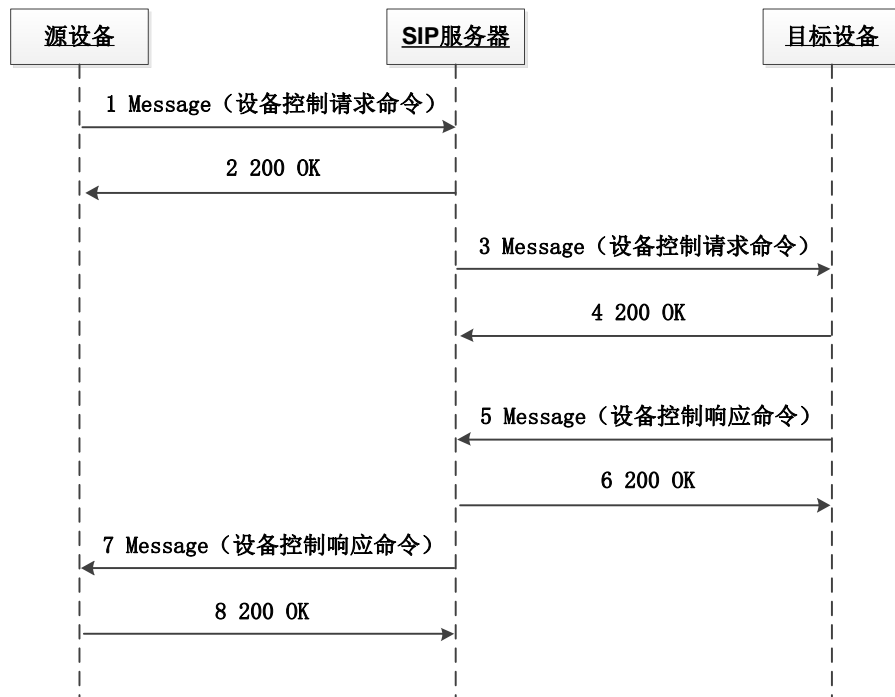 源设备
SIP服务器
目标设备
1 Message（设备控制请求命令）
2 200 OK
3 Message（设备控制请求命令）
4 200 OK
5 Message（设备控制响应命令）
6 200 OK
7 Message（设备控制响应命令）
8 200 OK